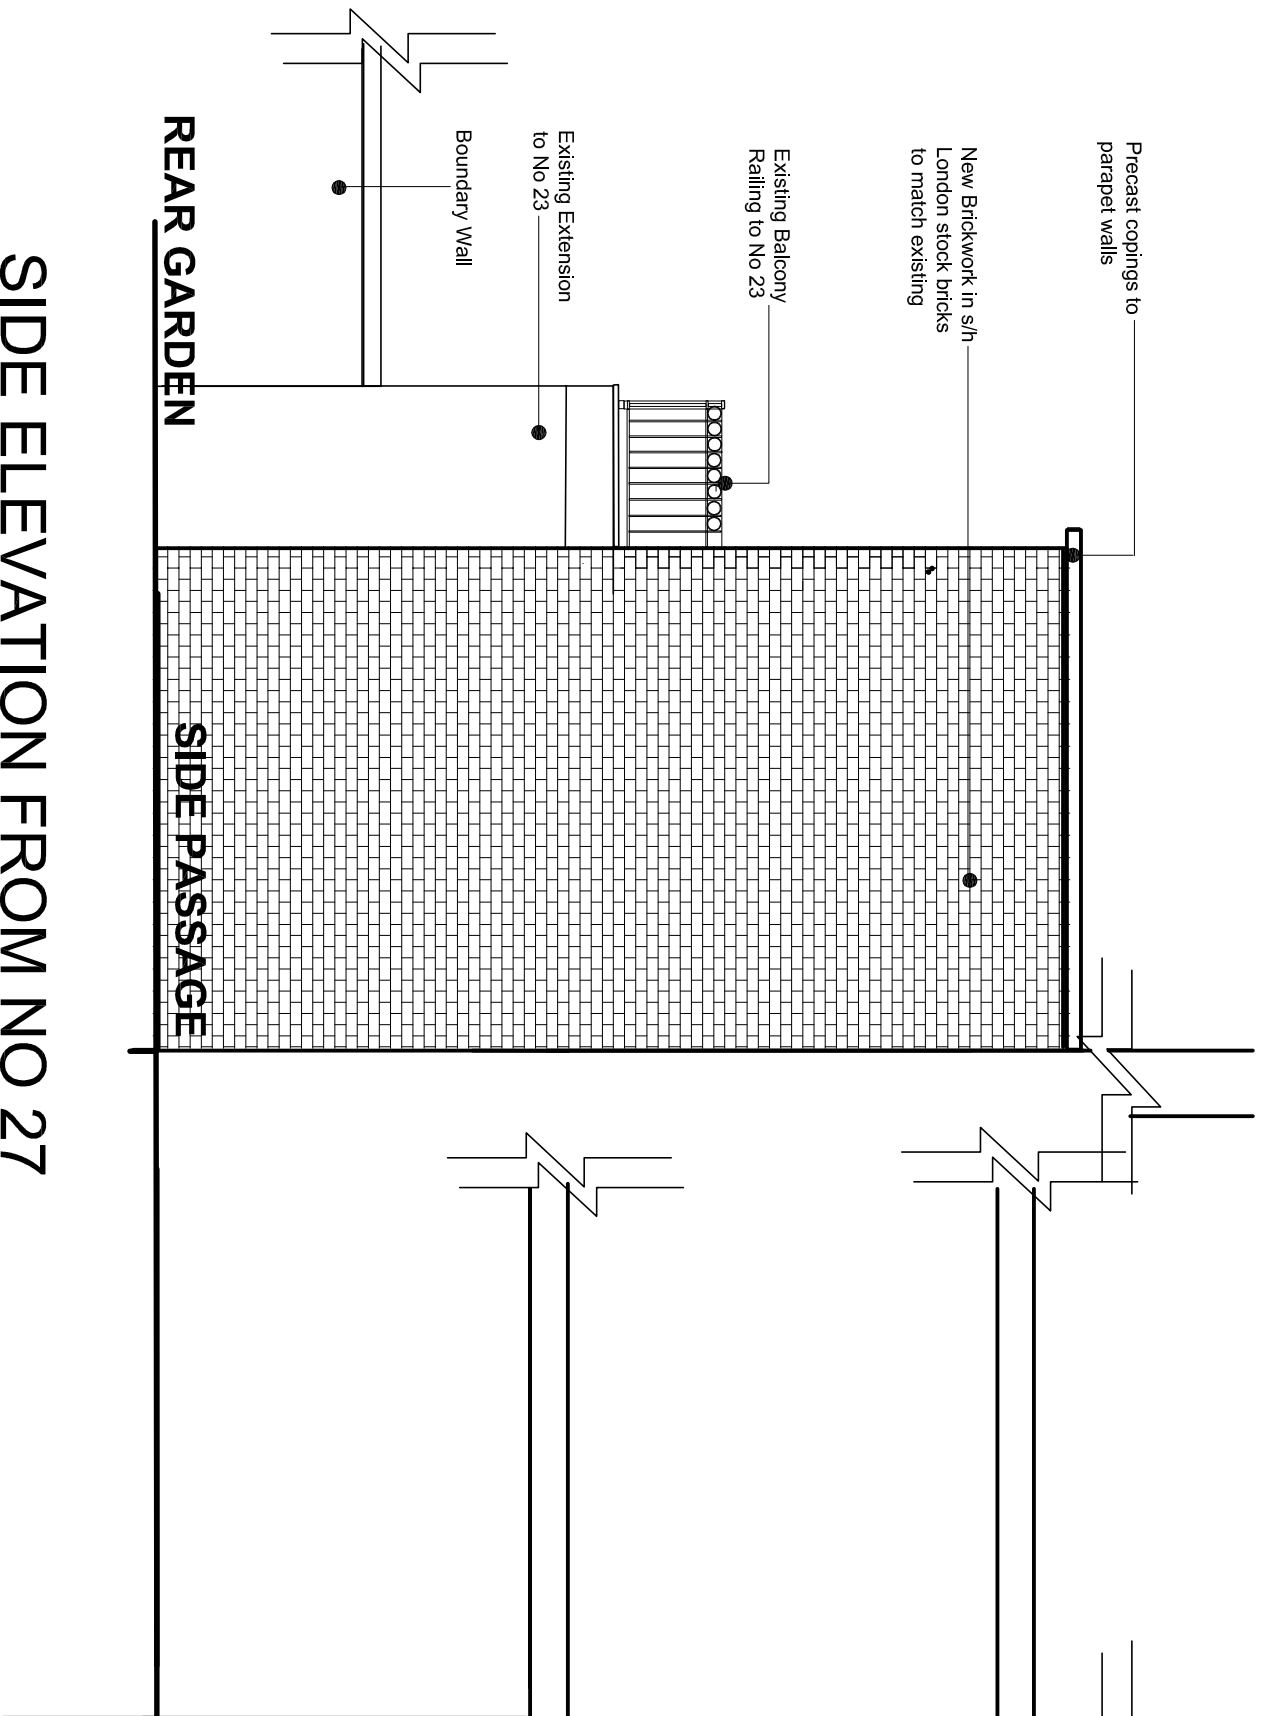 Precast copings to
parapet walls
New Brickwork in s/h
London stock bricks
to match existing
Existing Balcony
Railing to No 23
Existing Extension
to No 23
Boundary Wall
REAR GARDEN
SIDE PASSAGE
SIDE ELEVATION FROM NO 27